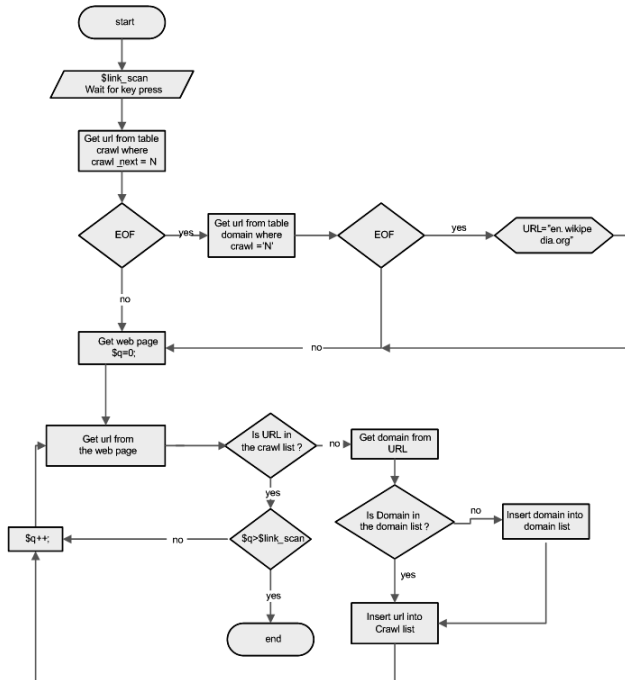 start
$link_scan
Wait for key press
Get url from table
crawl where
crawl_next = N
EOF
yes
Get url from table
domain where
crawl ='N'
EOF
yes
URL="en. wikipe
dia.org"
no
Get web page
$q=0;
no
Get url from
the web page
Is URL in
the crawl list ?
no
Get domain from
URL
yes
Is Domain in
the domain list ?
no
Insert domain into
domain list
$q++;
no
$q>$link_scan
yes
yes
Insert url into
Crawl list
end